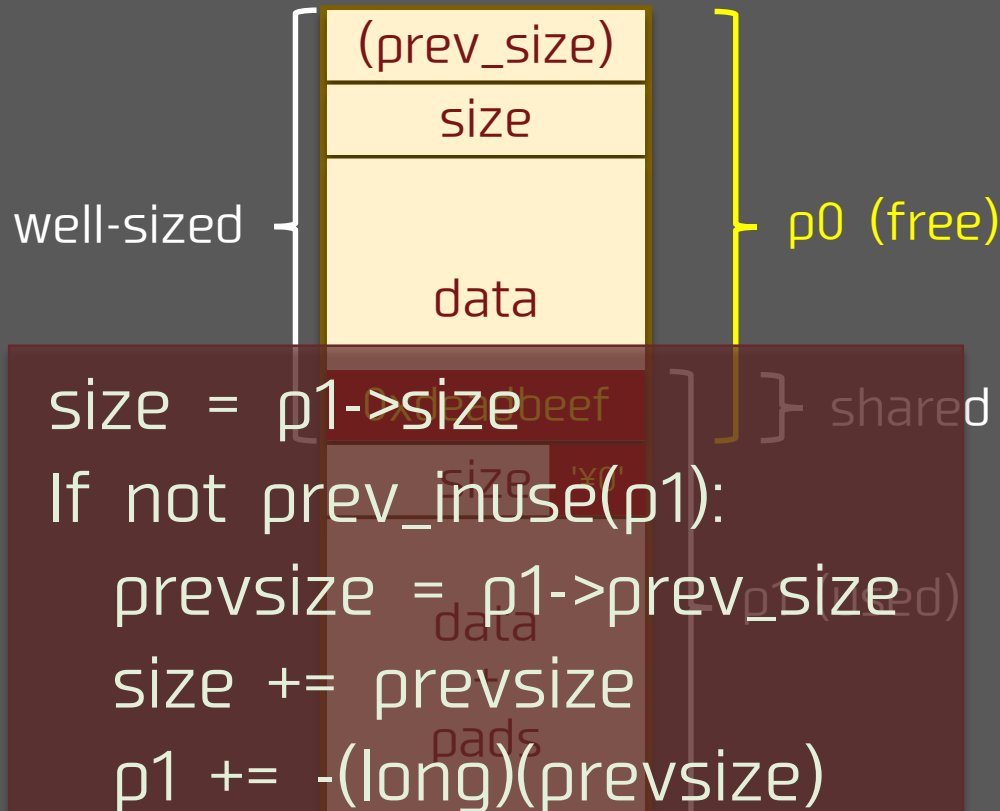 (prev_size)
size
well-sized
p0 (free)
data
0xdeadbeef
shared
size '¥0'
p1 (used)
data
+
pads
size = p1->size
If not prev_inuse(p1):
prevsize = p1->prev_size
size += prevsize
p1 += -(long)(prevsize)